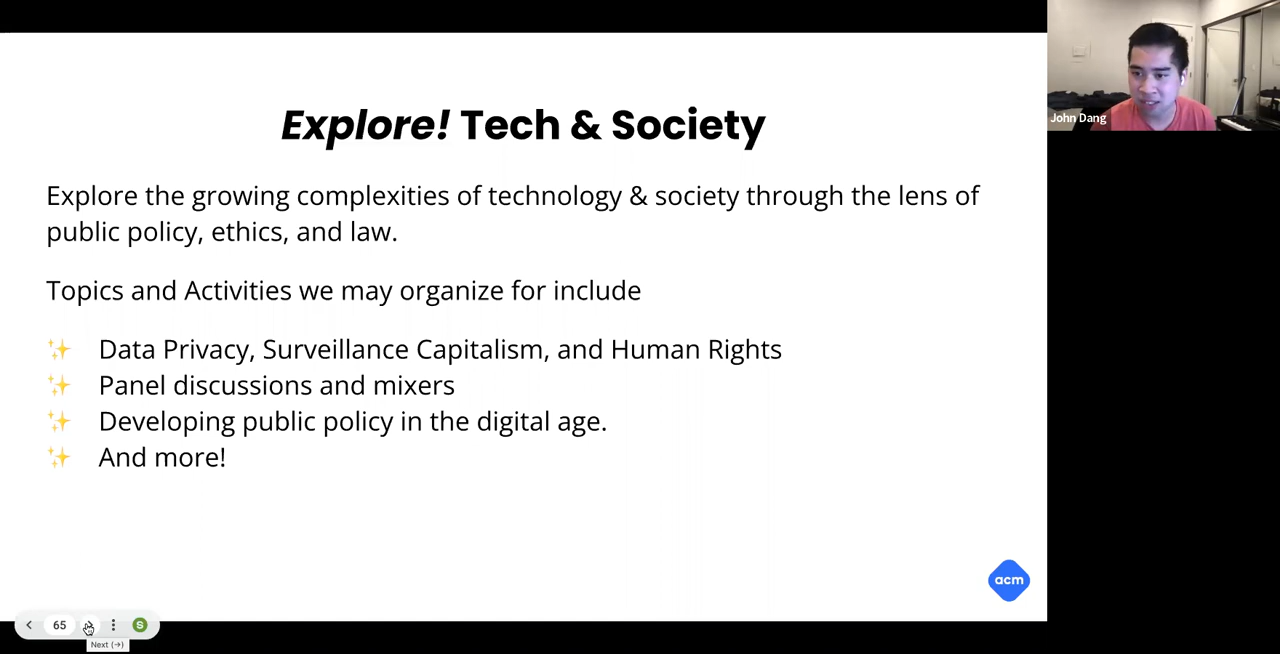 Explore! Tech & Society
Explore the growing complexities of technology & society through the lens of
public policy, ethics, and law.
Topics and Activities we may organize for include
✨ Data Privacy, Surveillance Capitalism, and Human Rights
✨ Panel discussions and mixers
✨ Developing public policy in the digital age.
✨ And more!
acm
John Dang
65
S
Next (→)